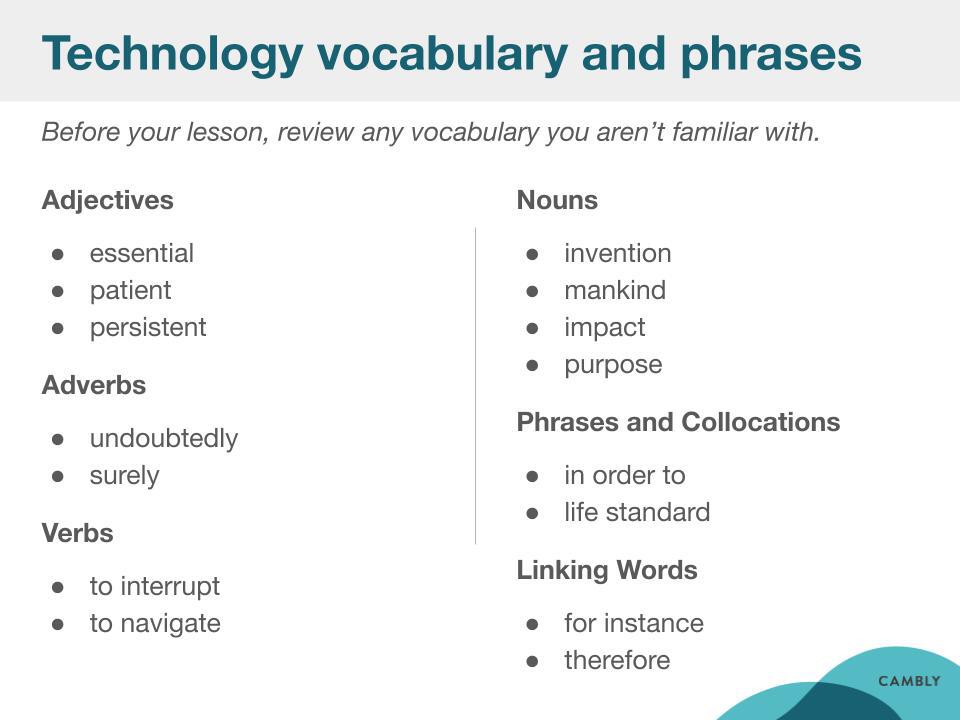 Technology vocabulary and phrases
Before your lesson, review any vocabulary you aren't familiar with.
Adjectives
● essential
● patient
● persistent
Adverbs
● undoubtedly
● surely
Verbs
● to interrupt
● to navigate
Nouns
● invention
● mankind
● impact
● purpose
Phrases and Collocations
● in order to
● life standard
Linking Words
● for instance
● therefore
CAMBLY